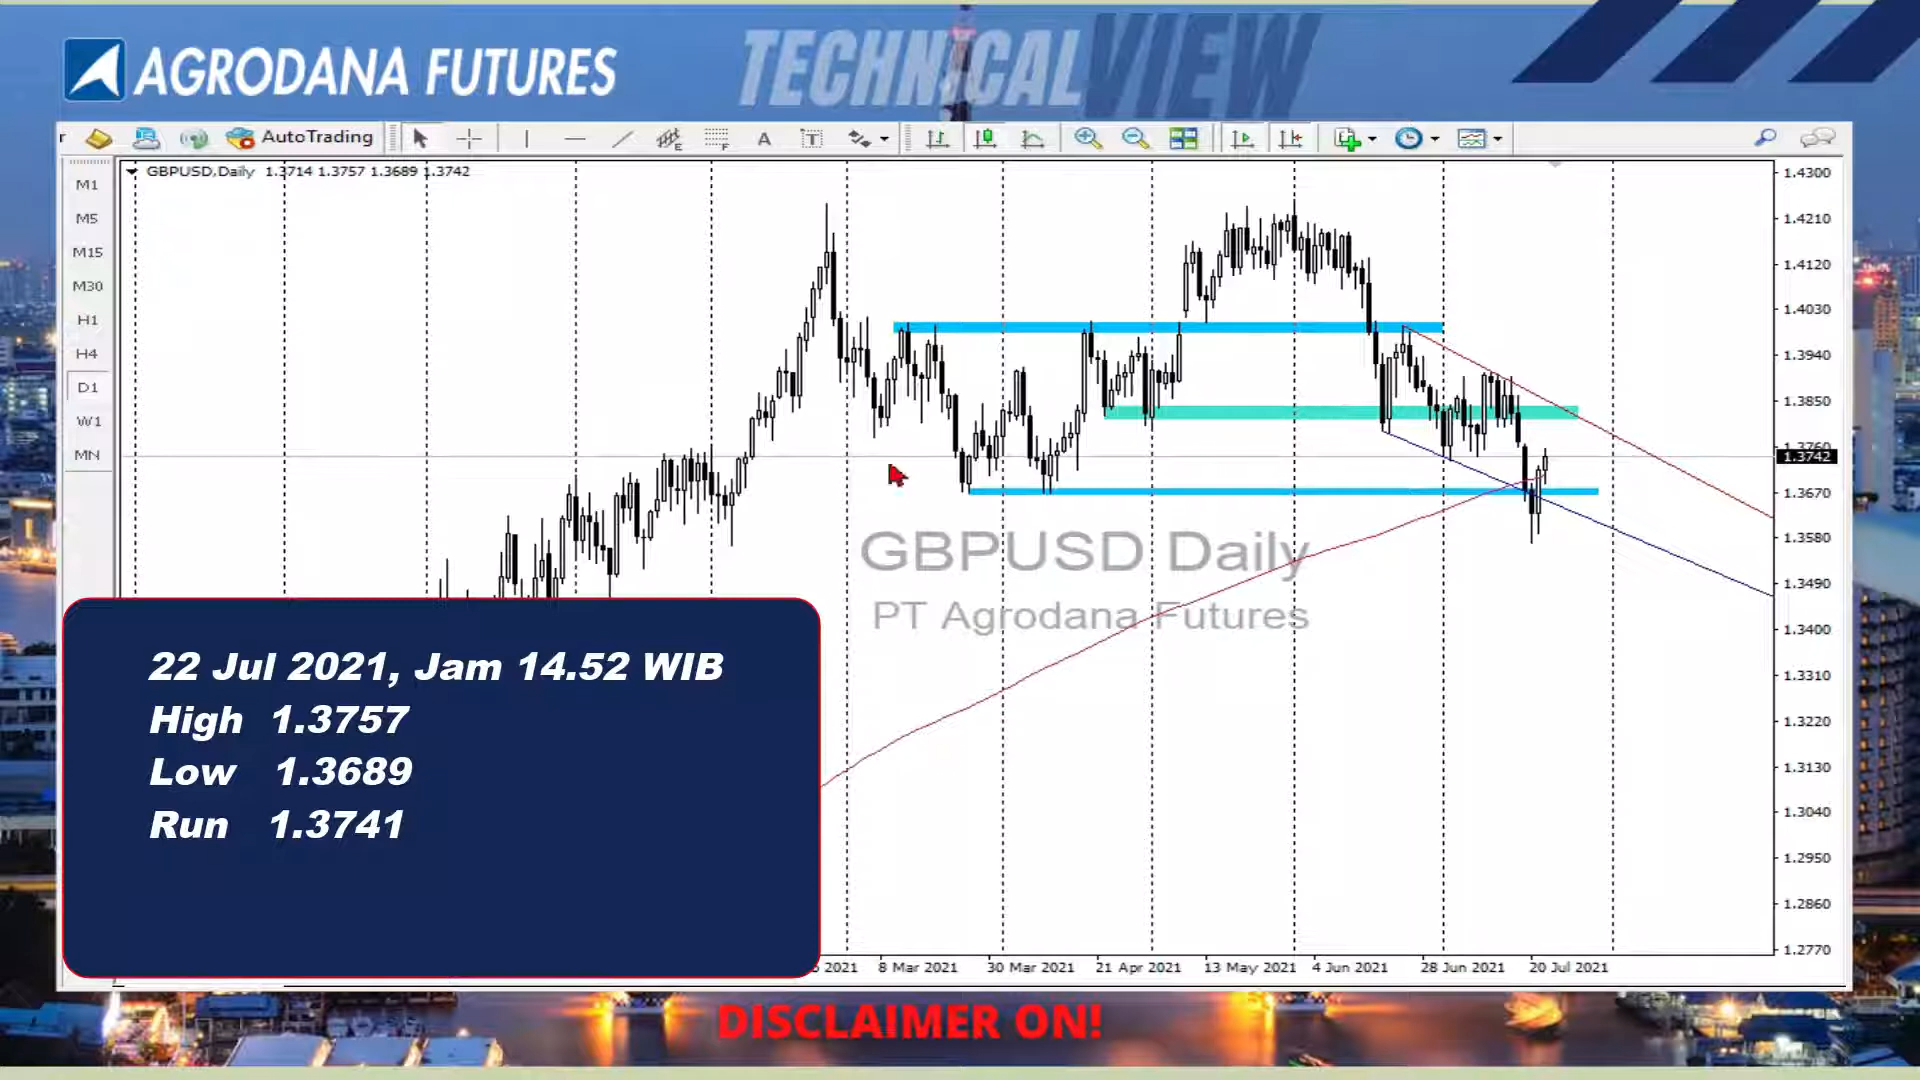 AGRODANA FUTURES
TECHNICAL VIEW
r
AutoTrading
E
F
A
T
M1
M5
M15
M30
H1
H4
D1
W1
MN
GBPUSD,Daily 1.3714 1.3757 1.3689 1.3742
1.4300
1.4210
1.4120
1.4030
1.3940
1.3850
1.3760
1.3742
1.3670
1.3580
1.3490
1.3400
1.3310
1.3220
1.3130
1.3040
1.2950
1.2860
1.2770
GBPUSD Daily
PT Agrodana Futures
22 Jul 2021, Jam 14.52 WIB
High 1.3757
Low 1.3689
Run 1.3741
2021 8 Mar 2021 30 Mar 2021 21 Apr 2021 13 May 2021 4 Jun 2021 28 Jun 2021 20 Jul 2021
DISCLAIMER ON!